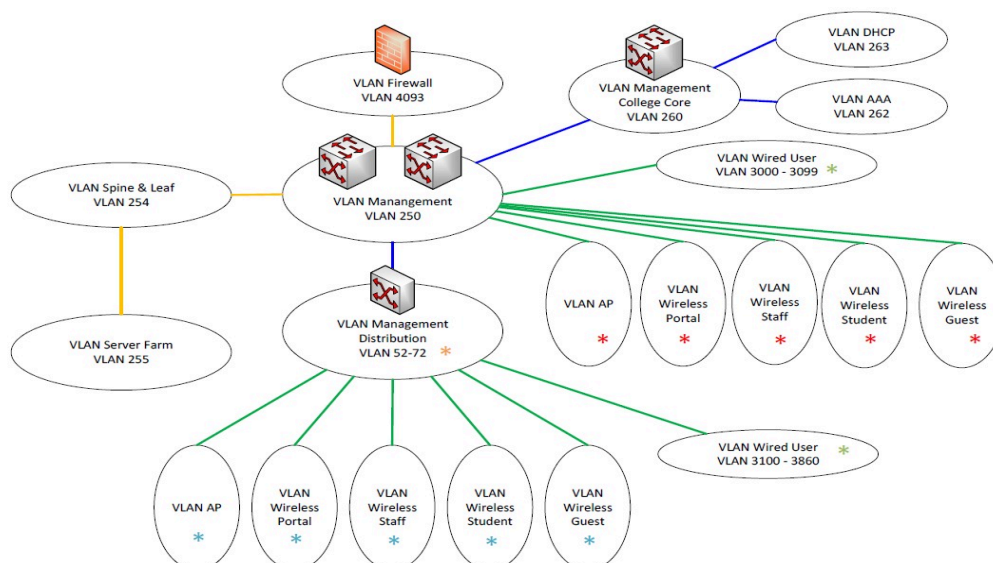 VLAN Firewall
VLAN 4093
VLAN Management
College Core
VLAN 260
VLAN DHCP
VLAN 263
VLAN AAA
VLAN 262
VLAN Spine & Leaf
VLAN 254
VLAN Manangement
VLAN 250
VLAN Wired User
VLAN 3000 - 3099 *
VLAN AP
*
VLAN
Wireless
Portal
*
VLAN
Wireless
Staff
*
VLAN
Wireless
Student
*
VLAN
Wireless
Guest
*
VLAN Server Farm
VLAN 255
VLAN Management
Distribution
VLAN 52-72 *
VLAN Wired User *
VLAN 3100 - 3860
VLAN AP
*
VLAN
Wireless
Portal
*
VLAN
Wireless
Staff
*
VLAN
Wireless
Student
*
VLAN
Wireless
Guest
*